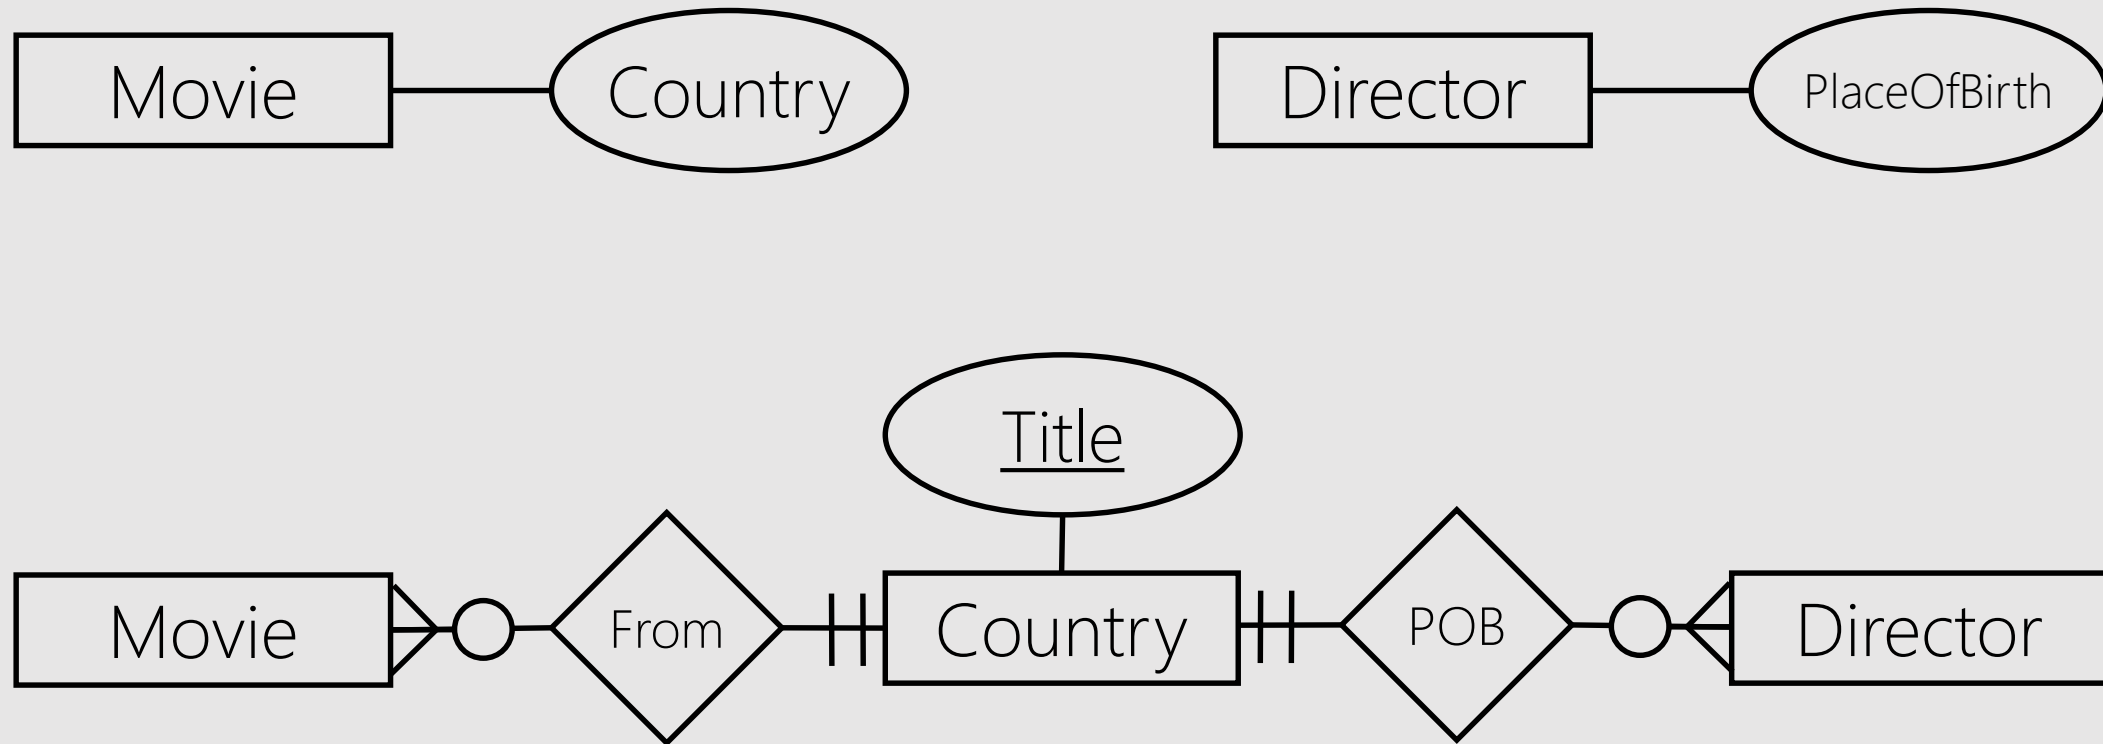 Movie
Country
Director
PlaceOfBirth
Title
Movie
From
Country
POB
Director